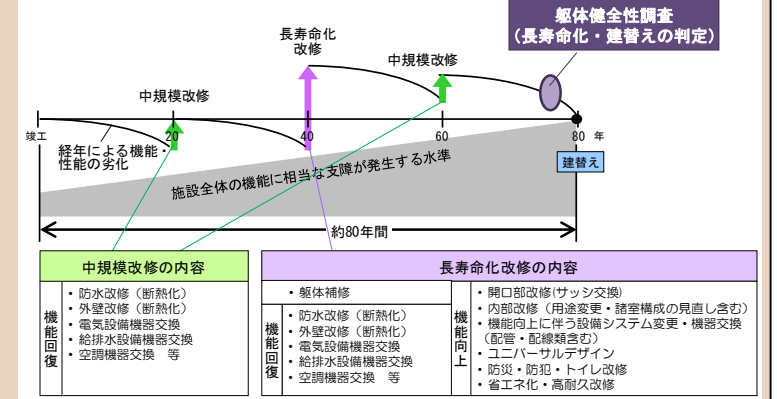 躯体健全性調査
（長寿命化・建替えの判定）
長寿命化
改修
中規模改修
中規模改修
竣工
20
40
60
80
年
経年による機能・
性能の劣化
施設全体の機能に相当な支障が発生する水準
建替え
約80年間
中規模改修の内容
機能回復
・防水改修（断熱化）
・外壁改修（断熱化）
・電気設備機器交換
・給排水設備機器交換
・空調機器交換　等
長寿命化改修の内容
・躯体補修
機能回復
・防水改修（断熱化）
・外壁改修（断熱化）
・電気設備機器交換
・給排水設備機器交換
・空調機器交換　等
機能向上
・開口部改修(サッシ交換)
・内部改修（用途変更・諸室構成の見直し含む）
・機能向上に伴う設備システム変更・機器交換
（配管・配線類含む）
・ユニバーサルデザイン
・防災・防犯・トイレ改修
・省エネ化・高耐久改修